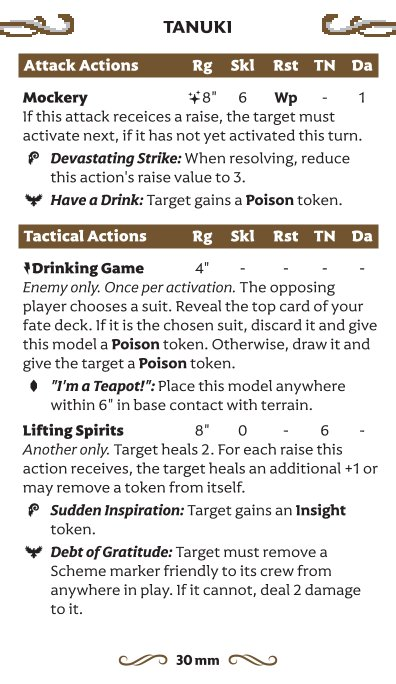 TANUKI
Attack Actions Rg Skl Rst TN Da
Mockery 8" 6 Wp - 1
If this attack receices a raise, the target must
activate next, if it has not yet activated this turn.
Devastating Strike: When resolving, reduce
this action's raise value to 3.
Have a Drink: Target gains a Poison token.
Tactical Actions Rg Skl Rst TN Da
Drinking Game 4" - - - -
Enemy only. Once per activation. The opposing
player chooses a suit. Reveal the top card of your
fate deck. If it is the chosen suit, discard it and give
this model a Poison token. Otherwise, draw it and
give the target a Poison token.
"I'm a Teapot!": Place this model anywhere
within 6" in base contact with terrain.
Lifting Spirits 8" 0 - 6 -
Another only. Target heals 2. For each raise this
action receives, the target heals an additional +1 or
may remove a token from itself.
Sudden Inspiration: Target gains an Insight
token.
Debt of Gratitude: Target must remove a
Scheme marker friendly to its crew from
anywhere in play. If it cannot, deal 2 damage
to it.
30 mm